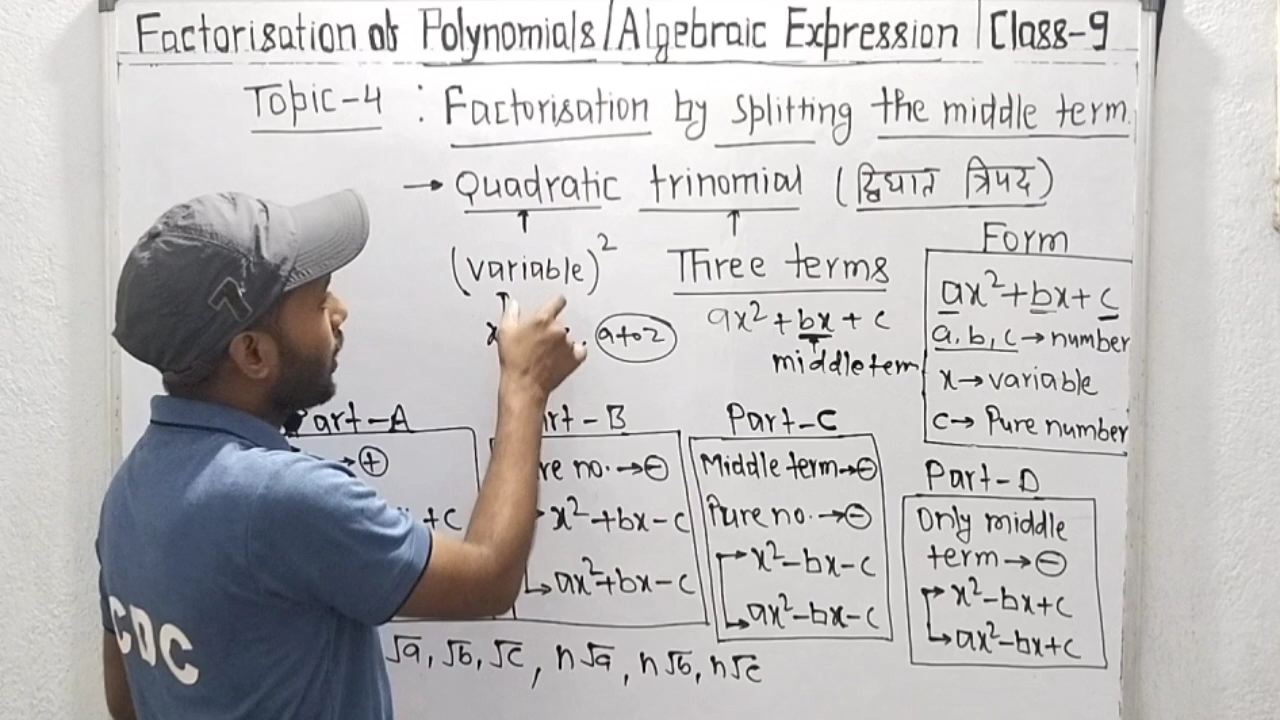 Factorisation of Polynomials/Algebraic Expression | Class-9
Topic-4 : Factorisation by splitting the middle term
→ Quadratic trinomial (द्विघात त्रिपद)
(variable)²
Three terms
ax² + bx + c
middle term
a to z
Form
ax² + bx + c
a, b, c → number
x → variable
c → Pure number
Part-A
→ ⊕
+c
Part-B
no. → ⊖
x² + bx - c
ax² + bx - c
Part-C
Middle term → ⊖
Pure no. → ⊖
x² - bx - c
ax² - bx - c
Part-D
Only middle
term → ⊖
x² - bx + c
ax² - bx + c
√a, √b, √c, n√a, n√b, n√c
CDC